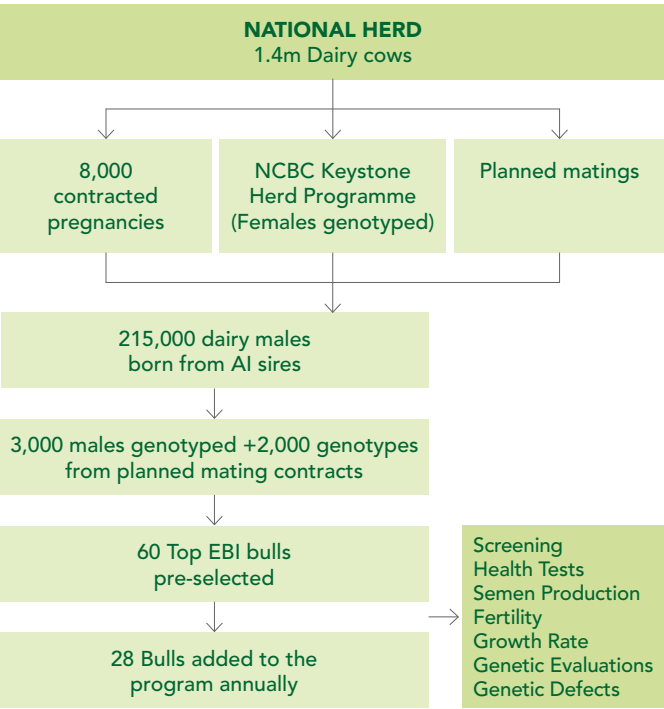 NATIONAL HERD
1.4m Dairy cows
8,000
contracted
pregnancies
NCBC Keystone
Herd Programme
(Females genotyped)
Planned matings
215,000 dairy males
born from AI sires
3,000 males genotyped +2,000 genotypes
from planned mating contracts
60 Top EBI bulls
pre-selected
28 Bulls added to the
program annually
Screening
Health Tests
Semen Production
Fertility
Growth Rate
Genetic Evaluations
Genetic Defects